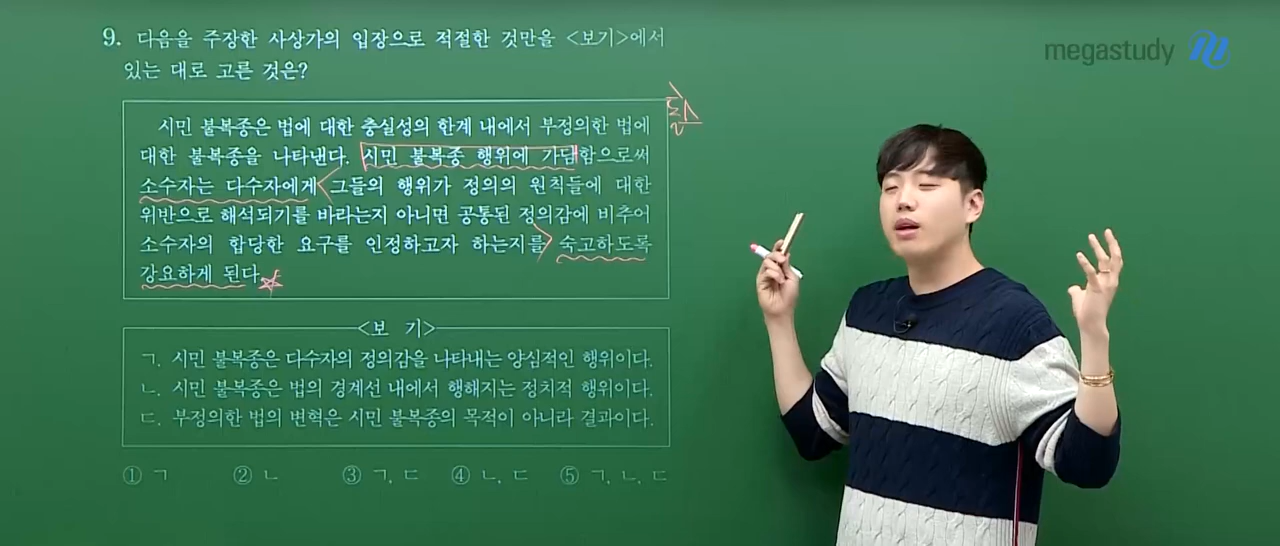 megastudy
9. 다음을 주장한 사상가의 입장으로 적절한 것만을 <보기>에서
있는 대로 고른 것은?
시민 불복종은 법에 대한 충실성의 한계 내에서 부정의한 법에
대한 불복종을 나타낸다. 시민 불복종 행위에 가담함으로써
소수자는 다수자에게 그들의 행위가 정의의 원칙들에 대한
위반으로 해석되기를 바라는지 아니면 공통된 정의감에 비추어
소수자의 합당한 요구를 인정하고자 하는지를 숙고하도록
강요하게 된다.
<보 기>
ㄱ. 시민 불복종은 다수자의 정의감을 나타내는 양심적인 행위이다.
ㄴ. 시민 불복종은 법의 경계선 내에서 행해지는 정치적 행위이다.
ㄷ. 부정의한 법의 변혁은 시민 불복종의 목적이 아니라 결과이다.
① ㄱ ② ㄴ ③ ㄱ, ㄷ ④ ㄴ, ㄷ ⑤ ㄱ, ㄴ, ㄷ